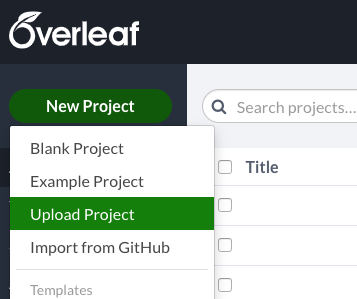 Overleaf
New Project
Search projects...
Blank Project
Title
Example Project
Upload Project
Import from GitHub
Templates